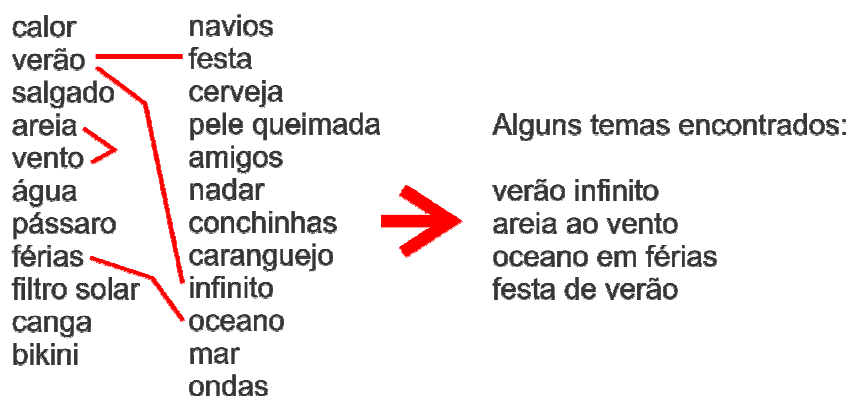 calor
verão
salgado
areia
vento
água
pássaro
férias
filtro solar
canga
bikini
navios
festa
cerveja
pele queimada
amigos
nadar
conchinhas
caranguejo
infinito
oceano
mar
ondas
Alguns temas encontrados:
verão infinito
areia ao vento
oceano em férias
festa de verão